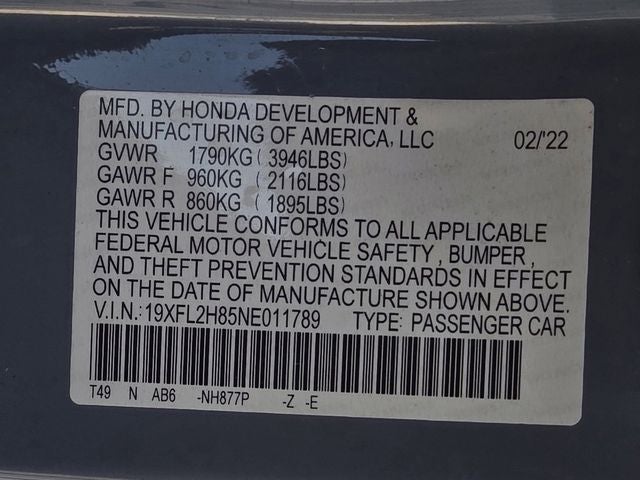 MFD. BY HONDA DEVELOPMENT &
MANUFACTURING OF AMERICA, LLC 02/'22
GVWR 1790KG (3946LBS)
GAWR F 960KG (2116LBS)
GAWR R 860KG (1895LBS)
THIS VEHICLE CONFORMS TO ALL APPLICABLE
FEDERAL MOTOR VEHICLE SAFETY, BUMPER,
AND THEFT PREVENTION STANDARDS IN EFFECT
ON THE DATE OF MANUFACTURE SHOWN ABOVE.
V.I.N.:19XFL2H85NE011789 TYPE: PASSENGER CAR
T49 N AB6 -NH877P -Z -E